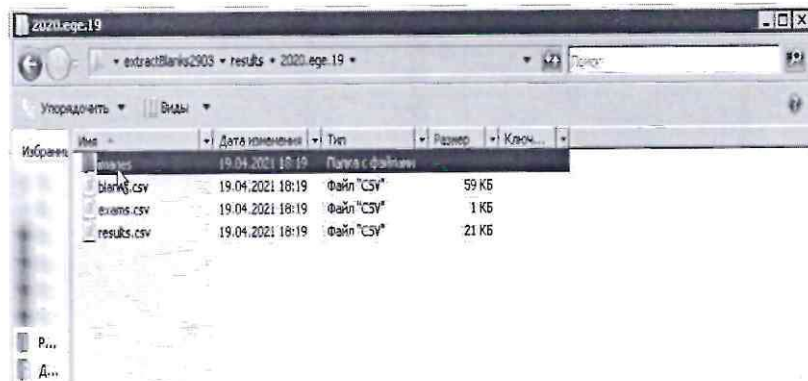 2020.ege.19
extractBlanks2903 results 2020.ege.19 Поиск
Упорядочить Виды
Избранны Имя Дата изменения Тип Размер Ключ...
images 19.04.2021 18:19 Папка с файлами
blanks.csv 19.04.2021 18:19 Файл "CSV" 59 КБ
exams.csv 19.04.2021 18:19 Файл "CSV" 1 КБ
results.csv 19.04.2021 18:19 Файл "CSV" 21 КБ
Р...
Д...